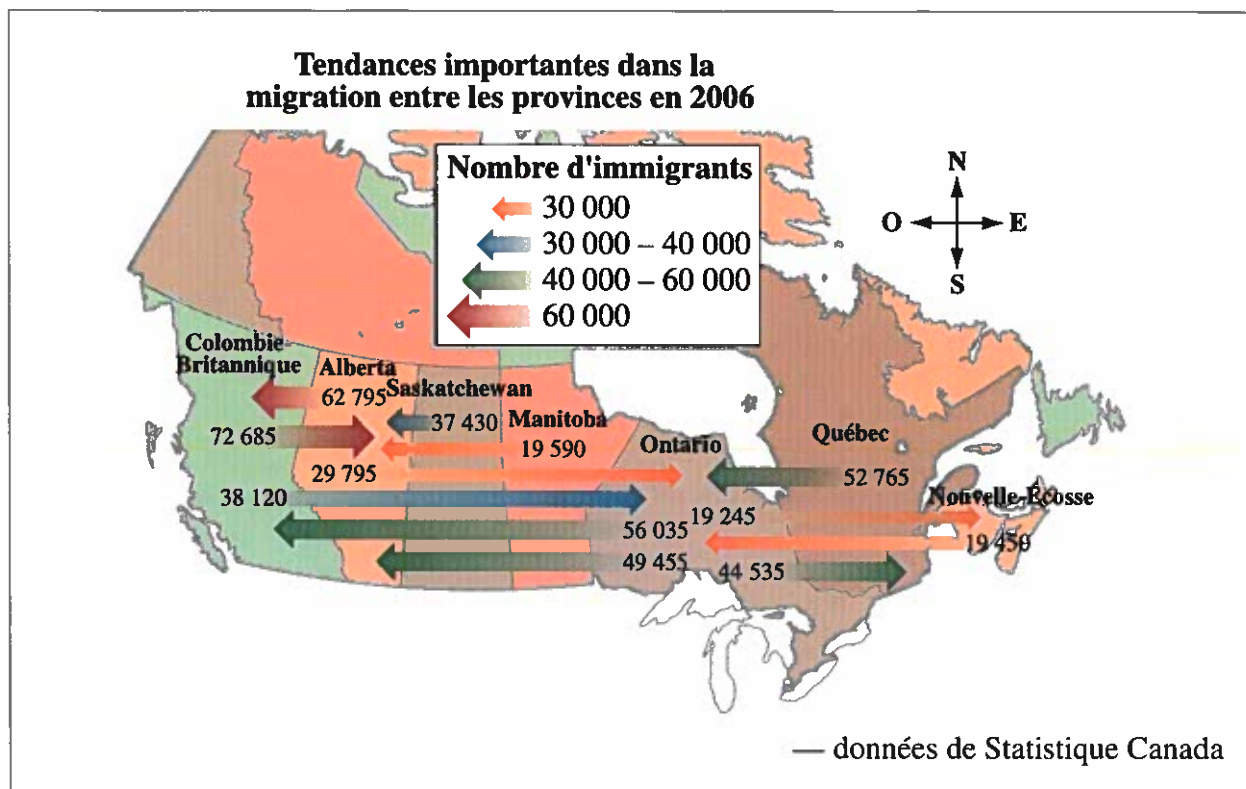 Tendances importantes dans la
migration entre les provinces en 2006
Nombre d'immigrants
30 000
30 000 – 40 000
40 000 – 60 000
60 000
N
O
E
S
Colombie-
Britannique
Alberta
62 795
Saskatchewan
37 430
72 685
Manitoba
19 590
Ontario
Québec
29 795
52 765
38 120
Nouvelle-Écosse
19 245
56 035
19 450
49 455
44 535
— données de Statistique Canada